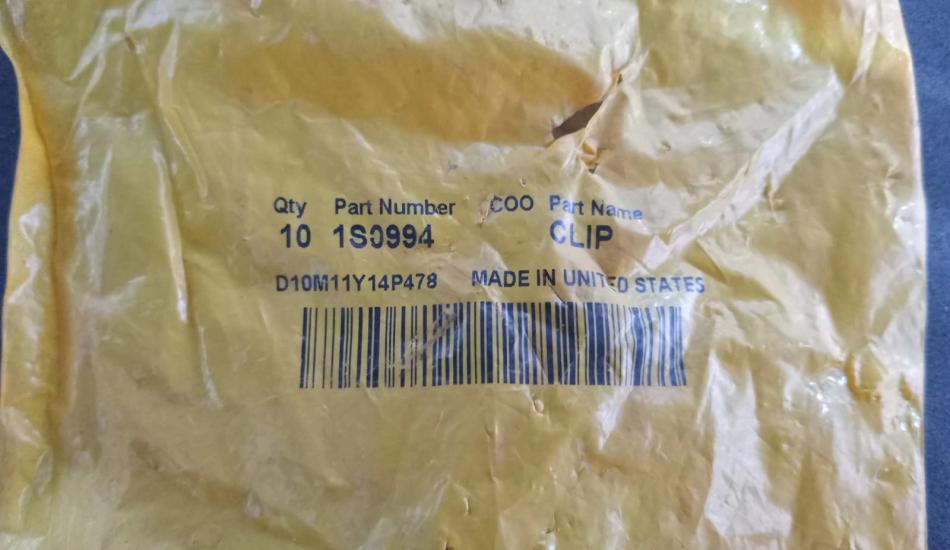 Qty Part Number COO Part Name
10 1S0994 CLIP
D10M11Y14P478 MADE IN UNITED STATES